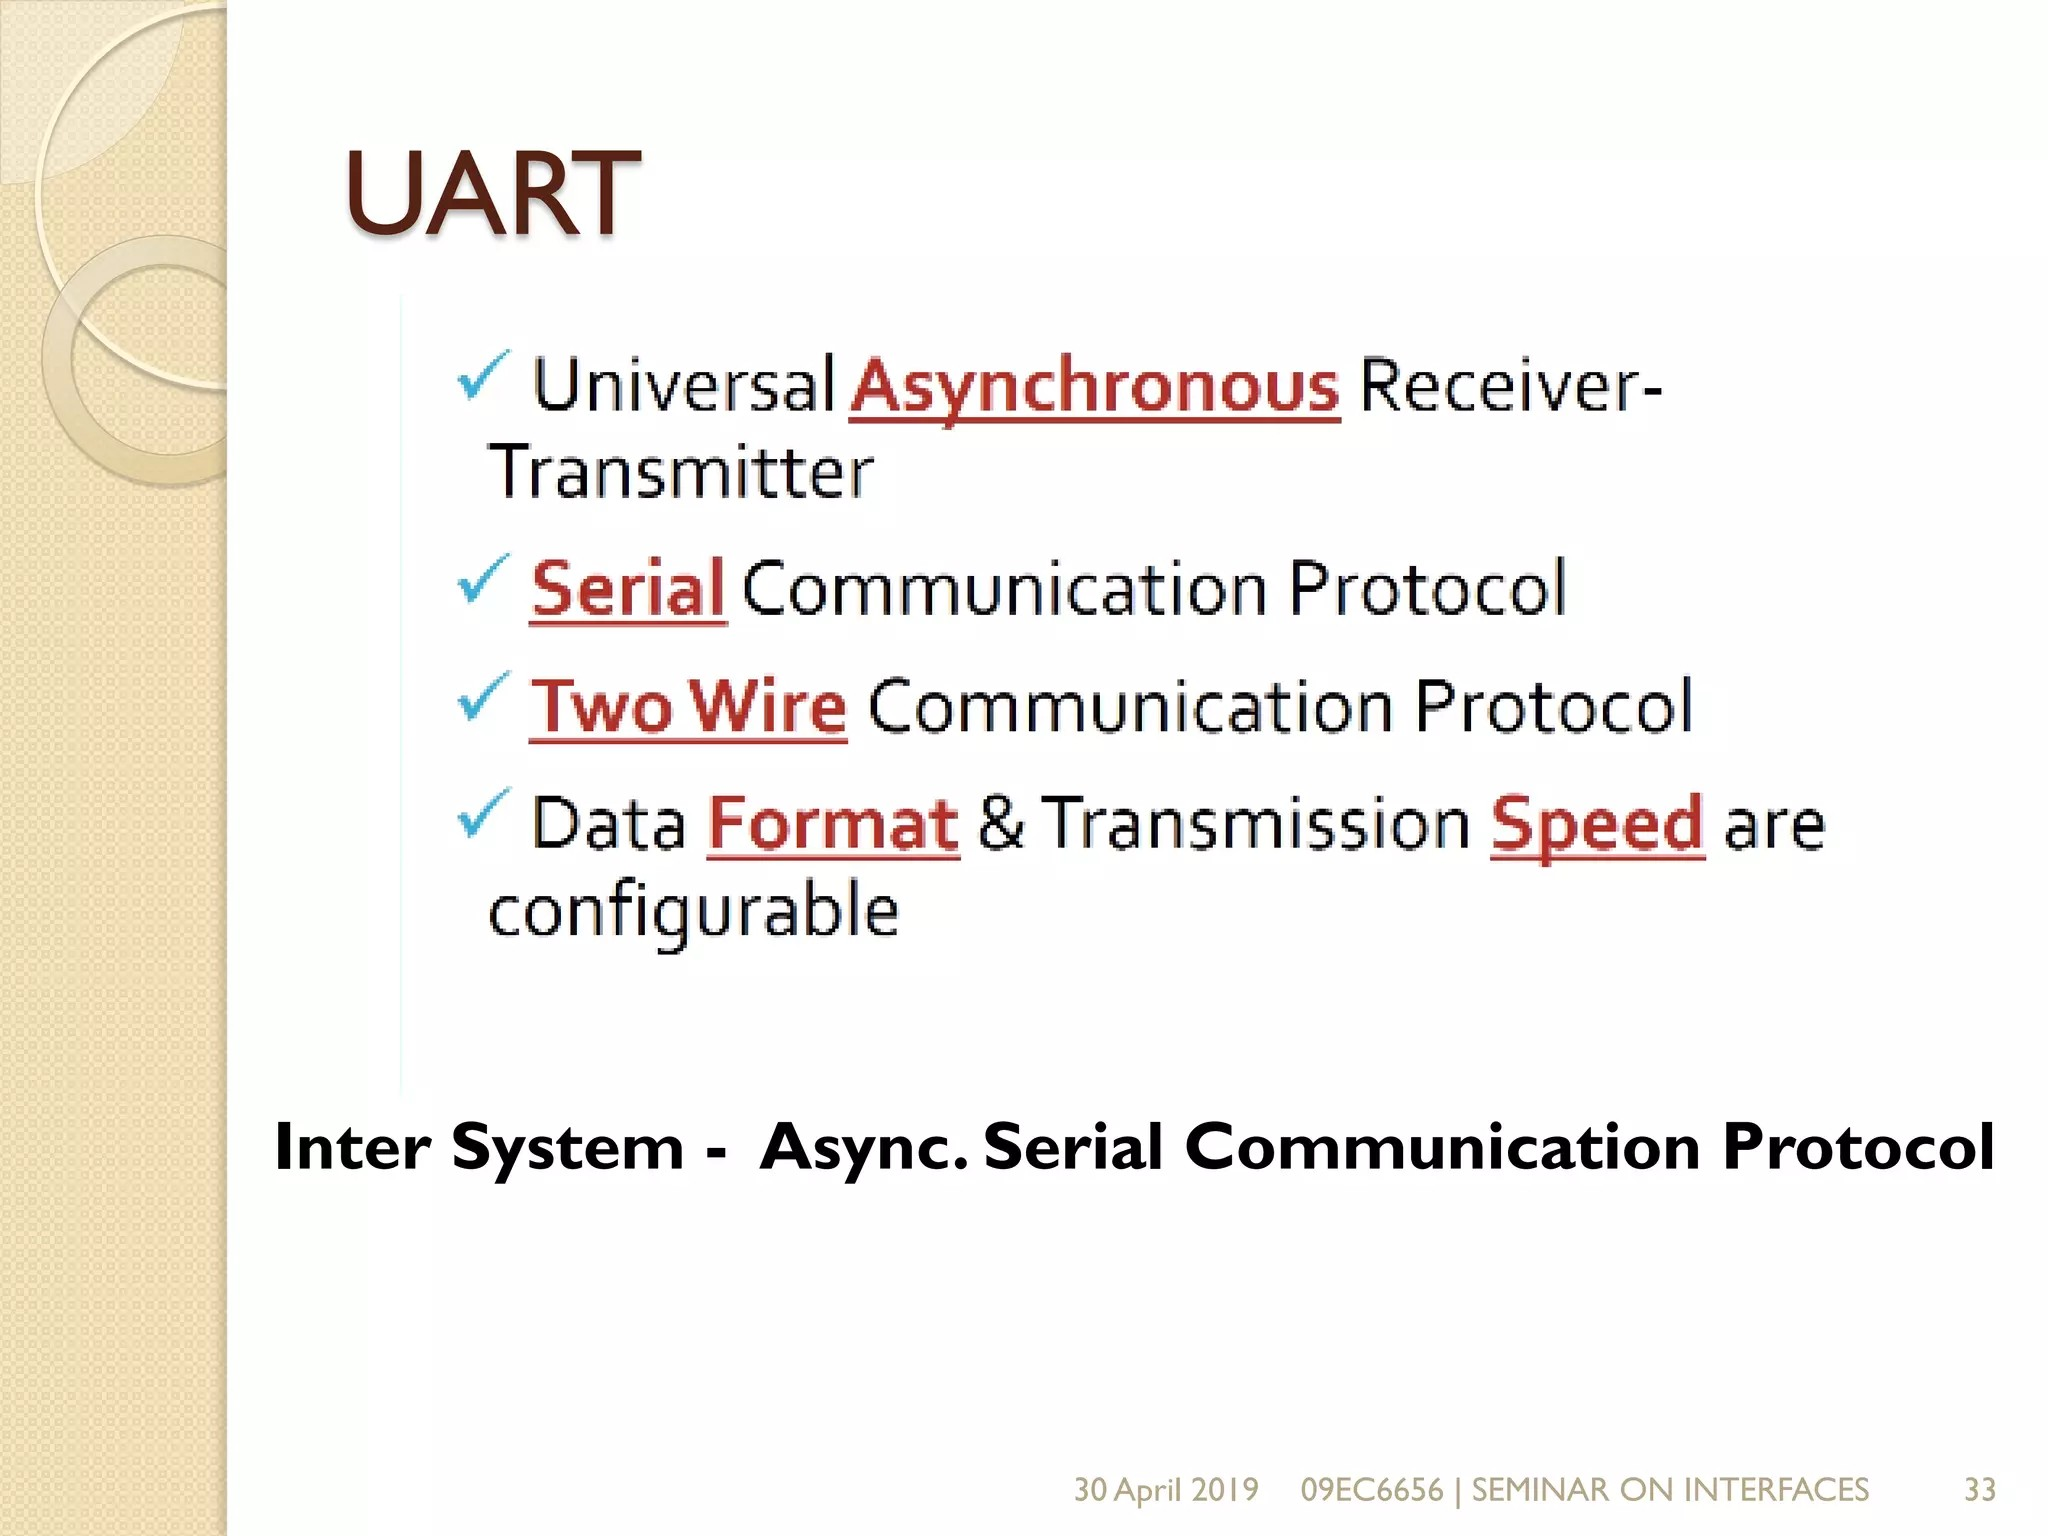 UART
✓ Universal Asynchronous Receiver-
Transmitter
✓ Serial Communication Protocol
✓ Two Wire Communication Protocol
✓ Data Format & Transmission Speed are
configurable
Inter System - Async. Serial Communication Protocol
30 April 2019 09EC6656 | SEMINAR ON INTERFACES 33